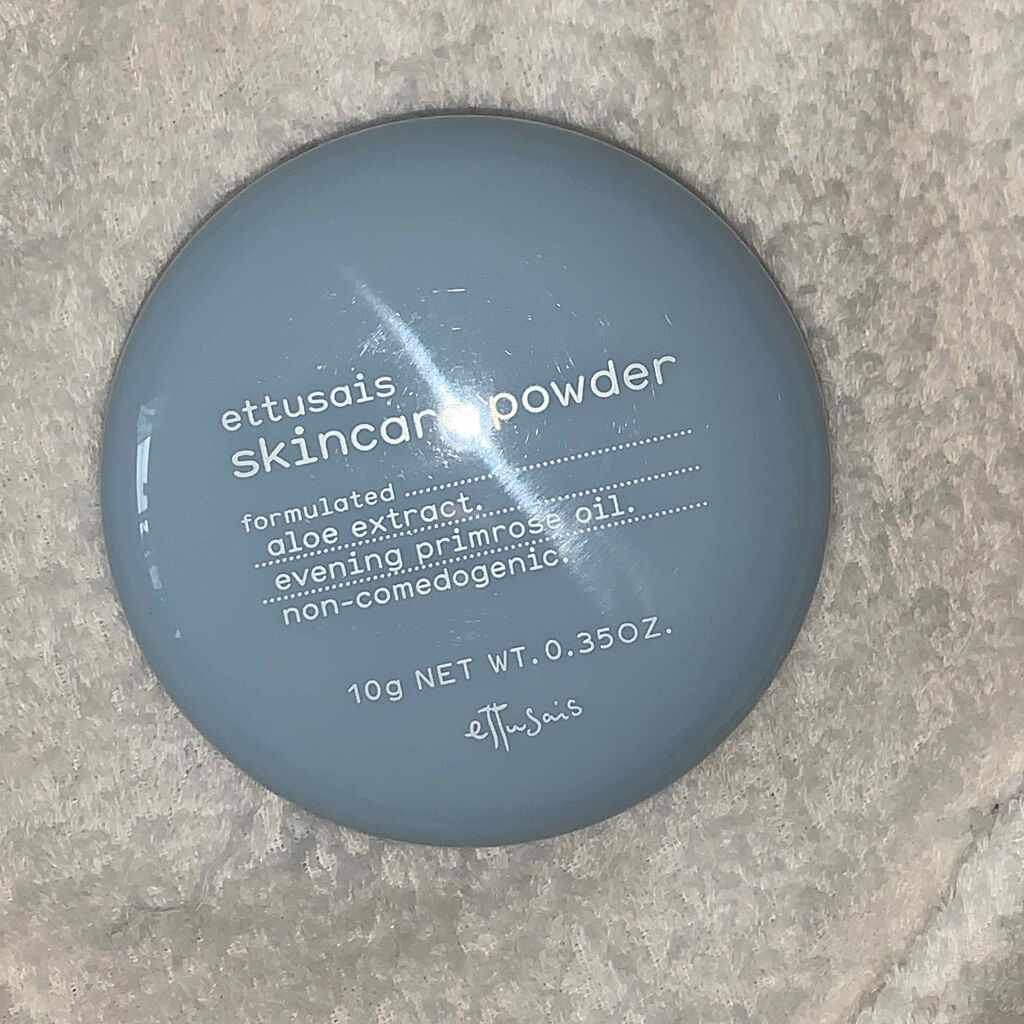 ettusais
skincare powder
formulated
aloe extract.
evening primrose oil.
non-comedogenic.
10g NET WT.0.35OZ.
ettusais